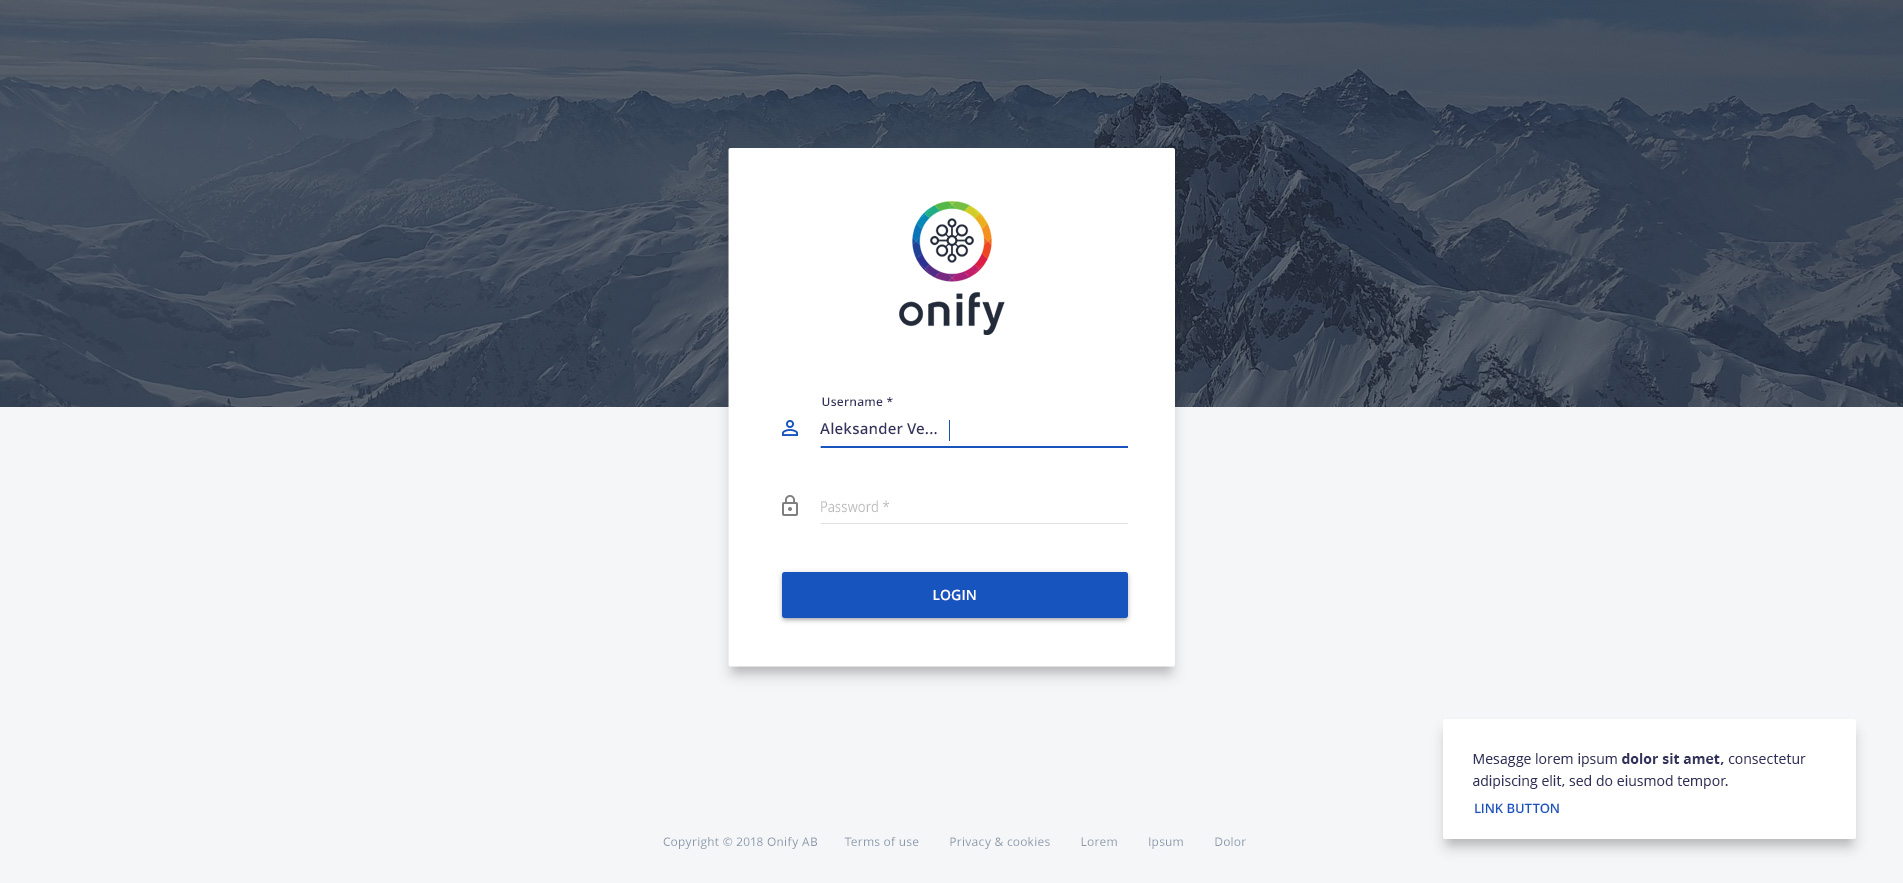 onify
Username *
Aleksander Ve...
Password *
LOGIN
Mesagge lorem ipsum dolor sit amet, consectetur
adipiscing elit, sed do eiusmod tempor.
LINK BUTTON
Copyright © 2018 Onify AB Terms of use Privacy & cookies Lorem Ipsum Dolor